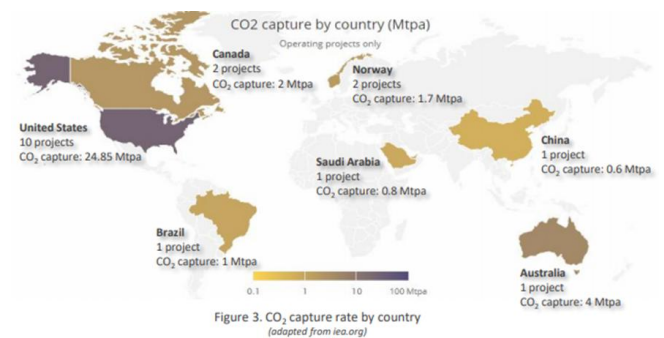 CO2 capture by country (Mtpa)
Operating projects only
Canada
2 projects
CO₂ capture: 2 Mtpa
Norway
2 projects
CO₂ capture: 1.7 Mtpa
United States
10 projects
CO₂ capture: 24.85 Mtpa
China
1 project
CO₂ capture: 0.6 Mtpa
Saudi Arabia
1 project
CO₂ capture: 0.8 Mtpa
Brazil
1 project
CO₂ capture: 1 Mtpa
Australia
1 project
CO₂ capture: 4 Mtpa
0.1 1 10 100 Mtpa
Figure 3. CO₂ capture rate by country
(adapted from iea.org)